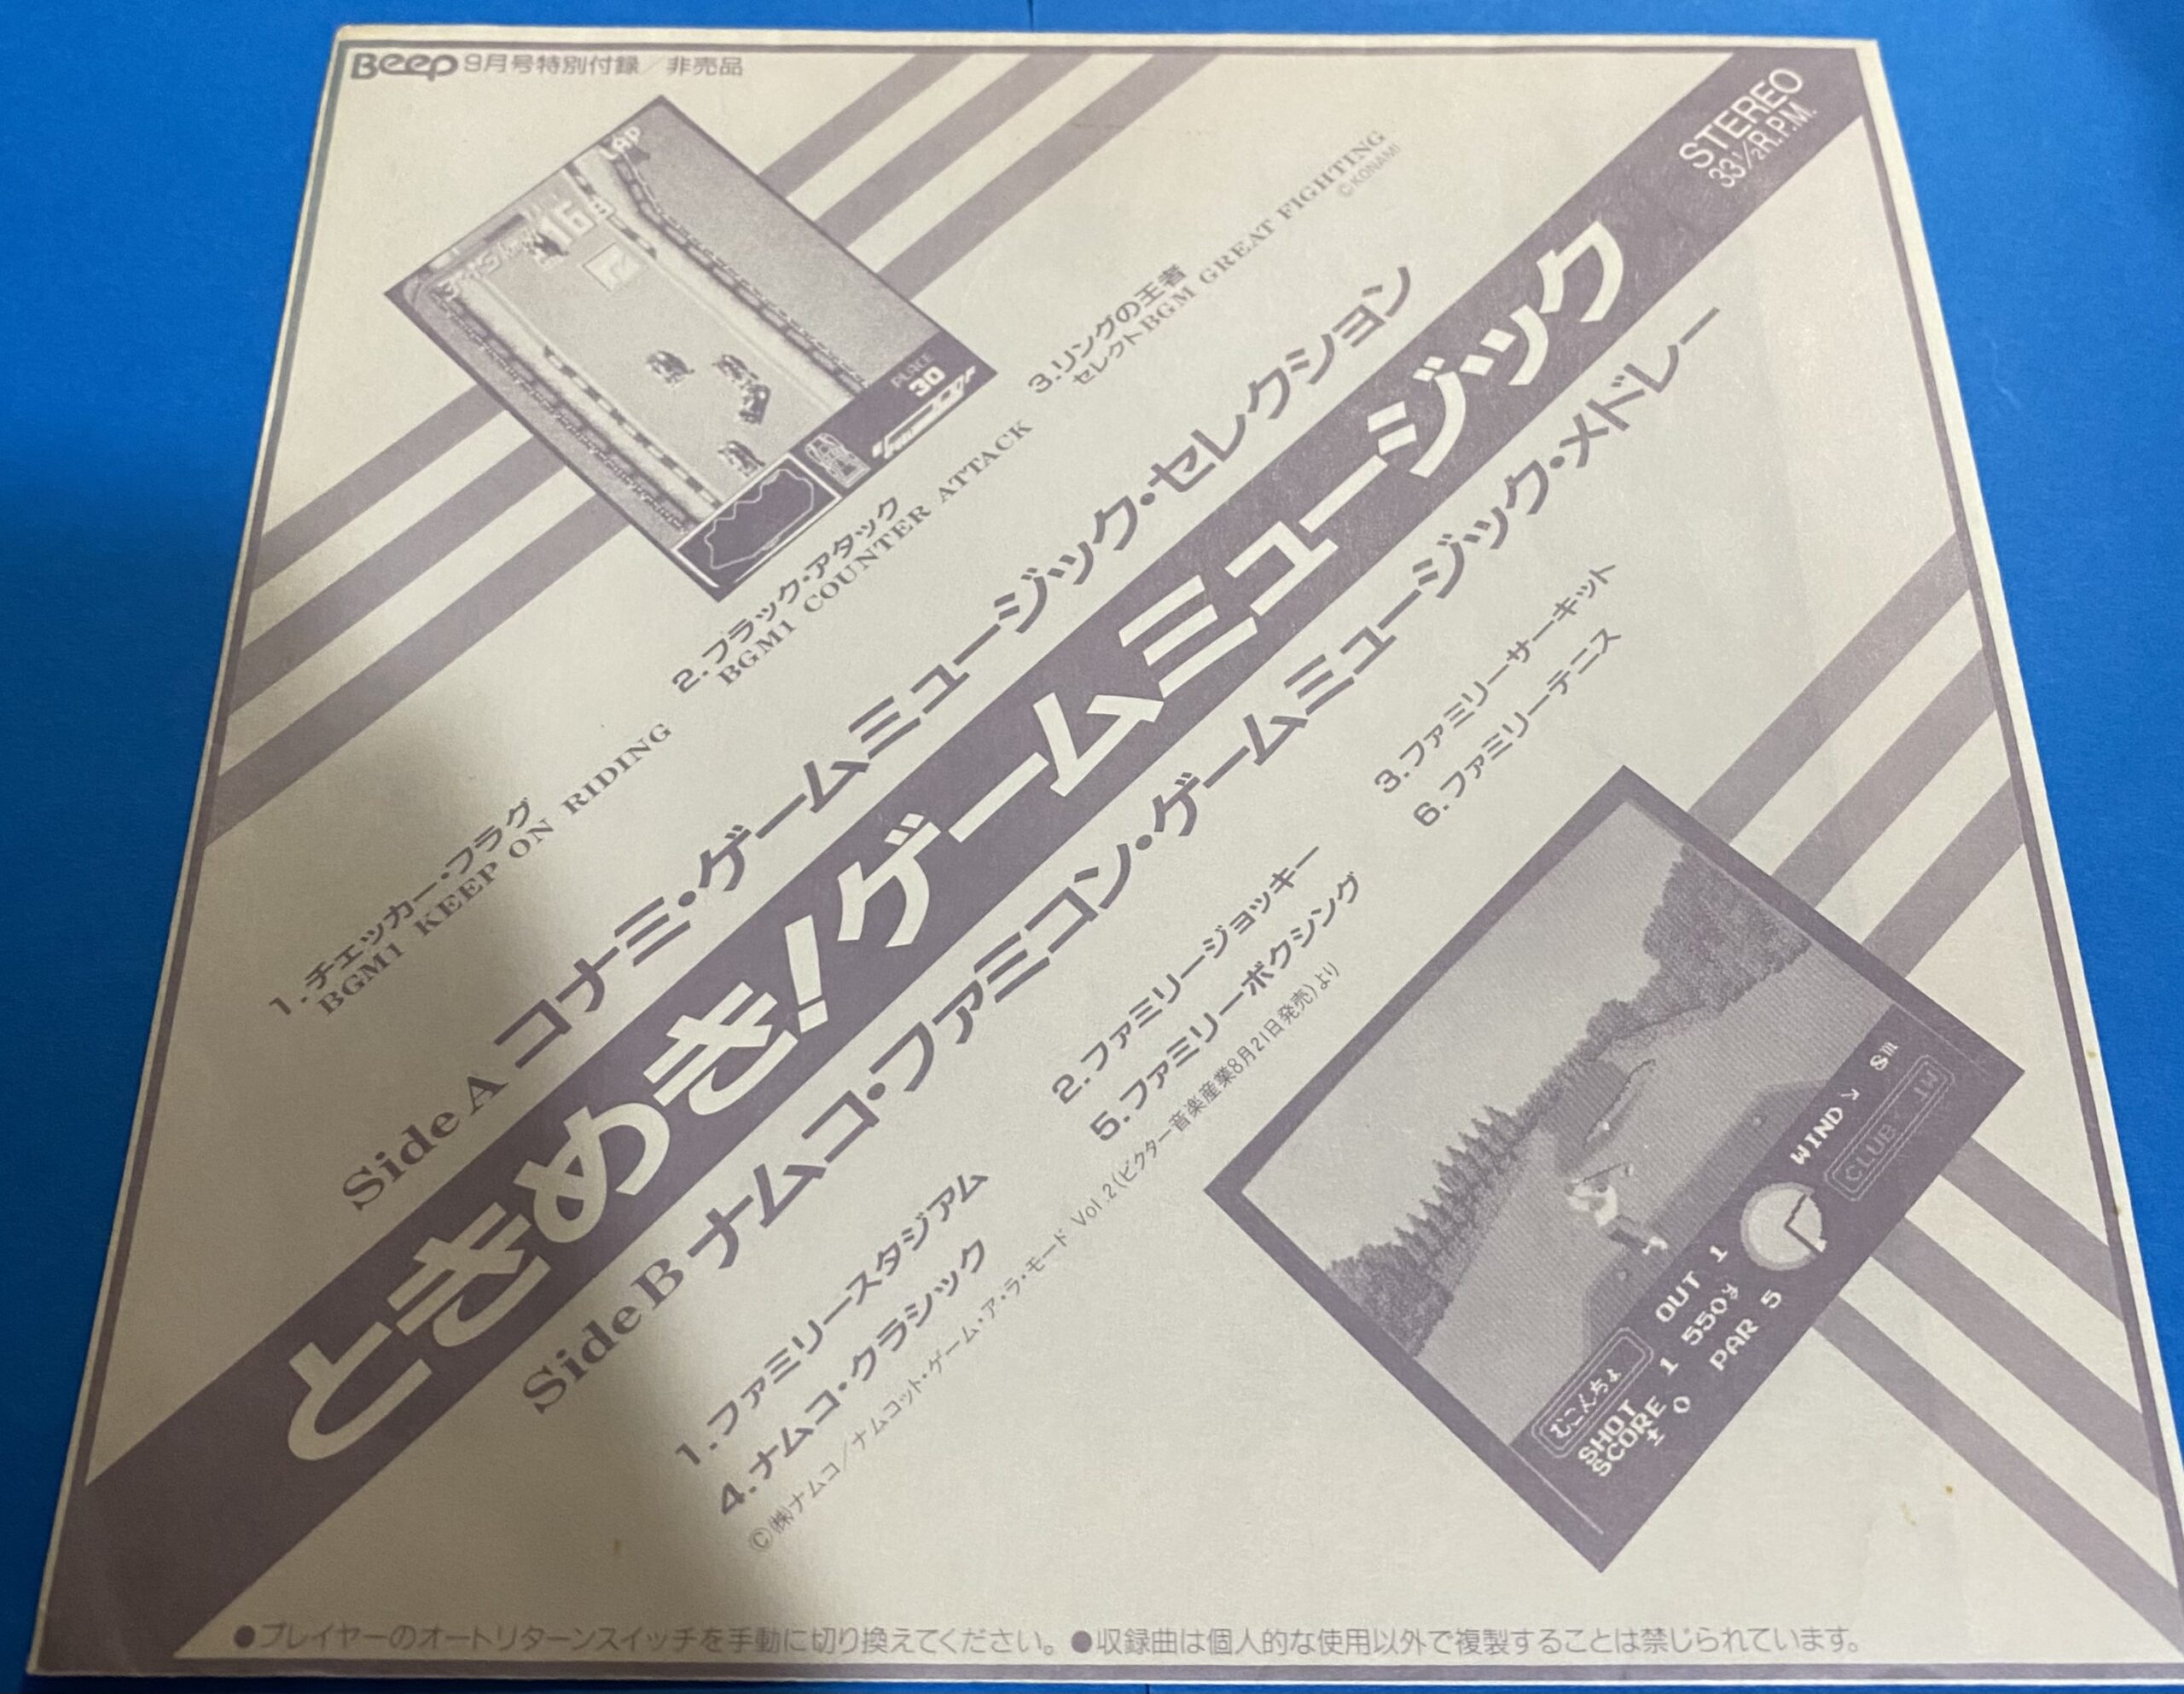 Beep 9月号特別付録／非売品
STEREO
33 1/2 R.P.M.
LAP
16
PLACE
30
1.チェッカー・フラグ
BGM1 KEEP ON RIDING
2.ブラック・アタック
BGM1 COUNTER ATTACK
3.リングの王者
セレクトBGM GREAT FIGHTING
©KONAMI
Side A コナミ・ゲームミュージック・セレクション
ときめき!ゲームミュージック
Side B ナムコ・ファミコン・ゲームミュージック・メドレー
1.ファミリースタジアム
2.ファミリージョッキー
3.ファミリーサーキット
4.ナムコ・クラシック
5.ファミリーボクシング
6.ファミリーテニス
©(株)ナムコ／ナムコット・ゲーム・ア・ラ・モード Vol.2(ビクター音楽産業8月21日発売)より
むこんちょ
SHOT 1
SCORE
± 0
OUT 1
550y
PAR 5
WIND
CLUB 1W
●プレイヤーのオートリターンスイッチを手動に切り換えてください。●収録曲は個人的な使用以外で複製することは禁じられています。